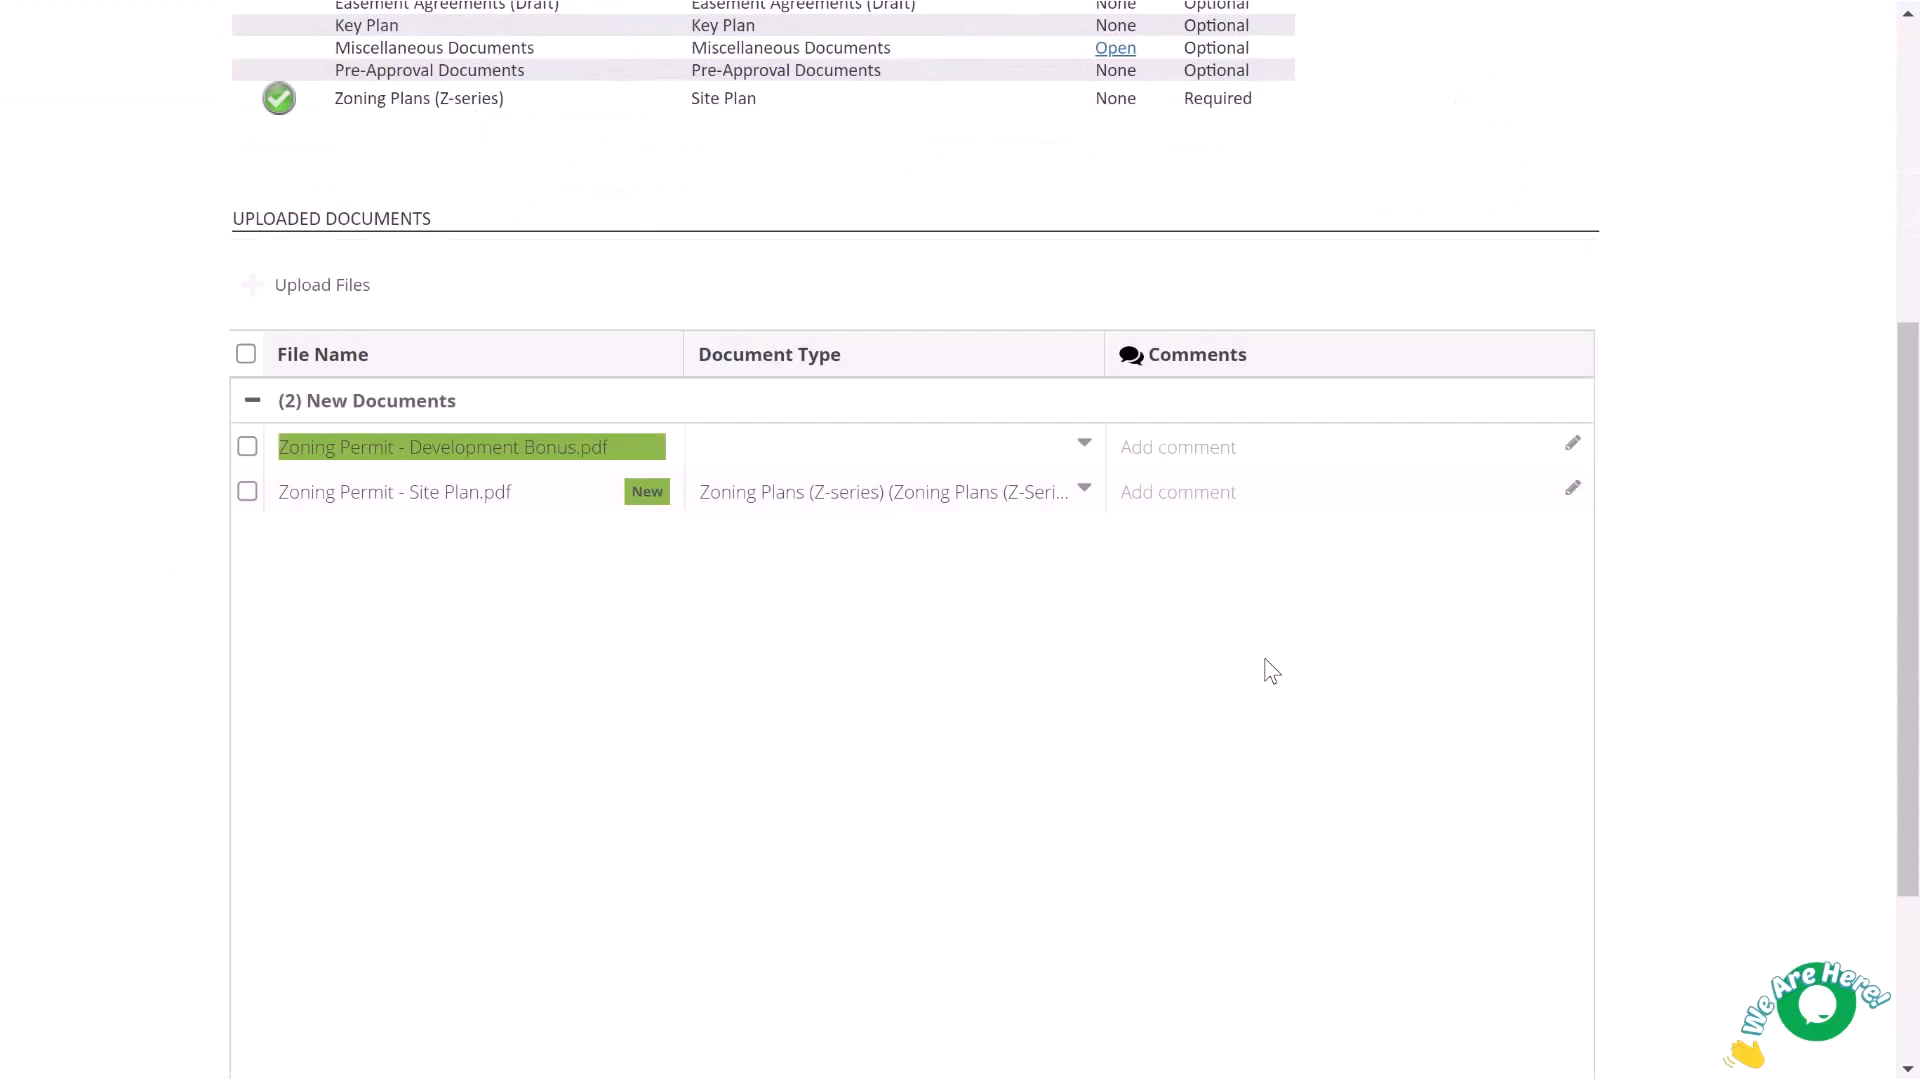 Easement Agreements (Draft) Easement Agreements (Draft) None Optional
Key Plan Key Plan None Optional
Miscellaneous Documents Miscellaneous Documents Open Optional
Pre-Approval Documents Pre-Approval Documents None Optional
Zoning Plans (Z-series) Site Plan None Required
UPLOADED DOCUMENTS
Upload Files
File Name Document Type Comments
(2) New Documents
Zoning Permit - Development Bonus.pdf Add comment
Zoning Permit - Site Plan.pdf New Zoning Plans (Z-series) (Zoning Plans (Z-Seri... Add comment
We Are Here!